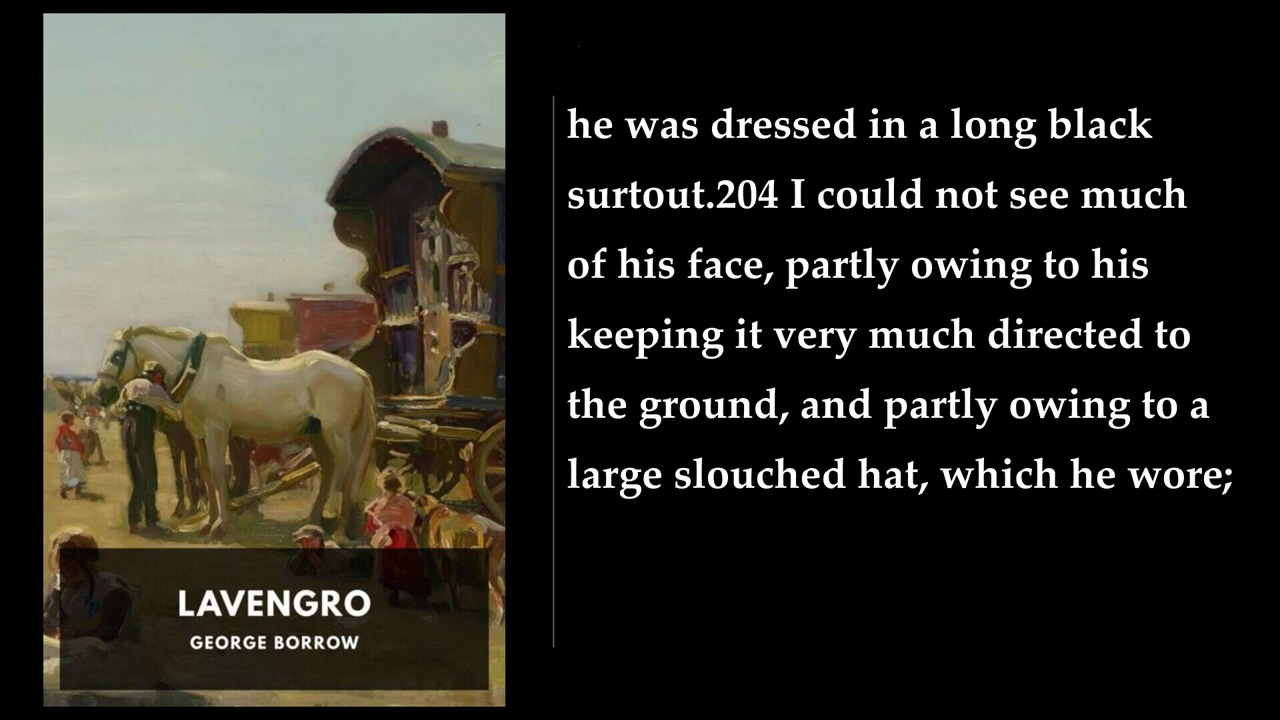 he was dressed in a long black
surtout.204 I could not see much
of his face, partly owing to his
keeping it very much directed to
the ground, and partly owing to a
large slouched hat, which he wore;
LAVENGRO
GEORGE BORROW